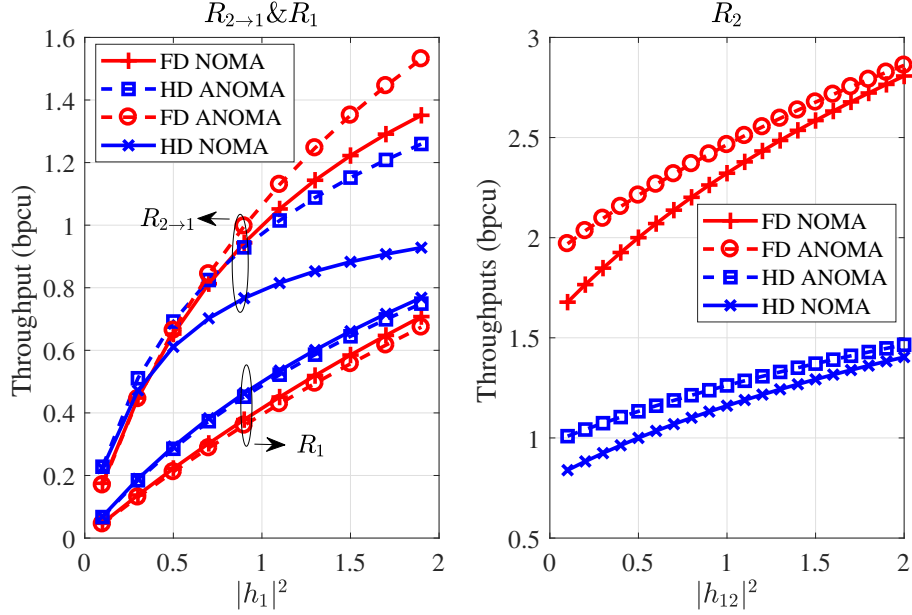 R₂→₁&R₁
Throughput (bpcu)
1.6
1.4
1.2
1
0.8
0.6
0.4
0.2
0
FD NOMA
HD ANOMA
FD ANOMA
HD NOMA
R₂→₁
R₁
0 0.5 1 1.5 2
|h₁|²
R₂
Throughputs (bpcu)
3
2.5
2
1.5
1
0.5
FD NOMA
FD ANOMA
HD ANOMA
HD NOMA
0 0.5 1 1.5 2
|h₁₂|²